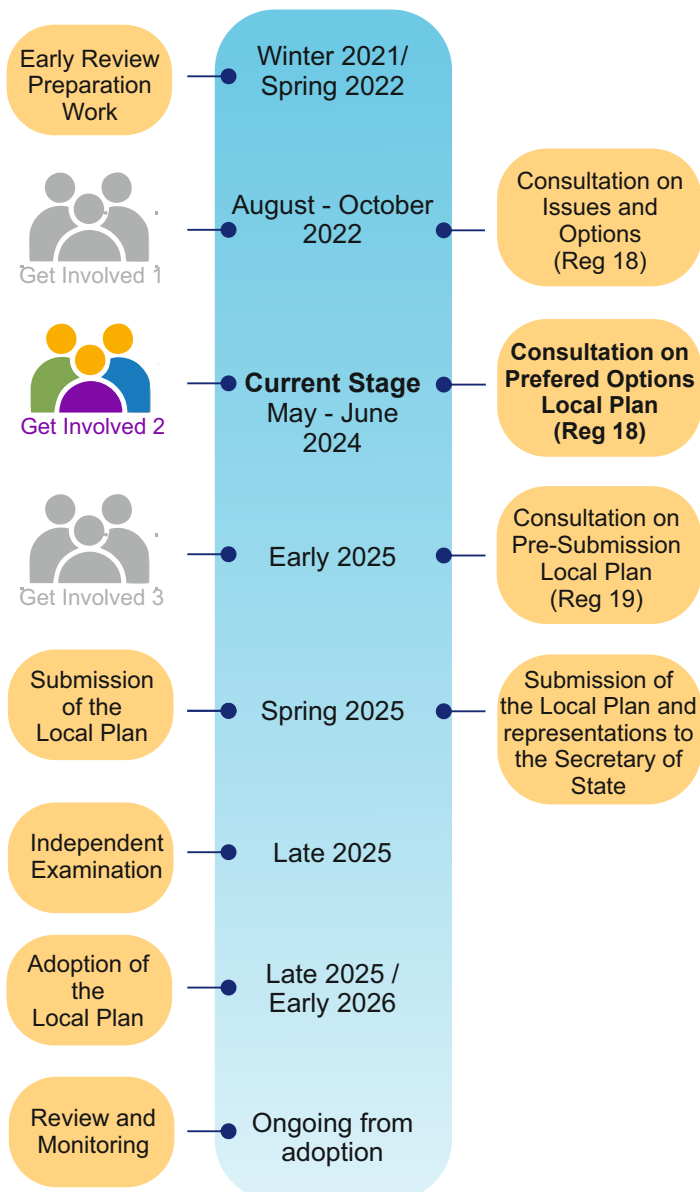 Early Review
Preparation
Work
Winter 2021/
Spring 2022
Get Involved 1
August - October
2022
Consultation on
Issues and
Options
(Reg 18)
Get Involved 2
Current Stage
May - June
2024
Consultation on
Prefered Options
Local Plan
(Reg 18)
Get Involved 3
Early 2025
Consultation on
Pre-Submission
Local Plan
(Reg 19)
Submission
of the
Local Plan
Spring 2025
Submission of
the Local Plan and
representations to
the Secretary of
State
Independent
Examination
Late 2025
Adoption of
the
Local Plan
Late 2025 /
Early 2026
Review and
Monitoring
Ongoing from
adoption